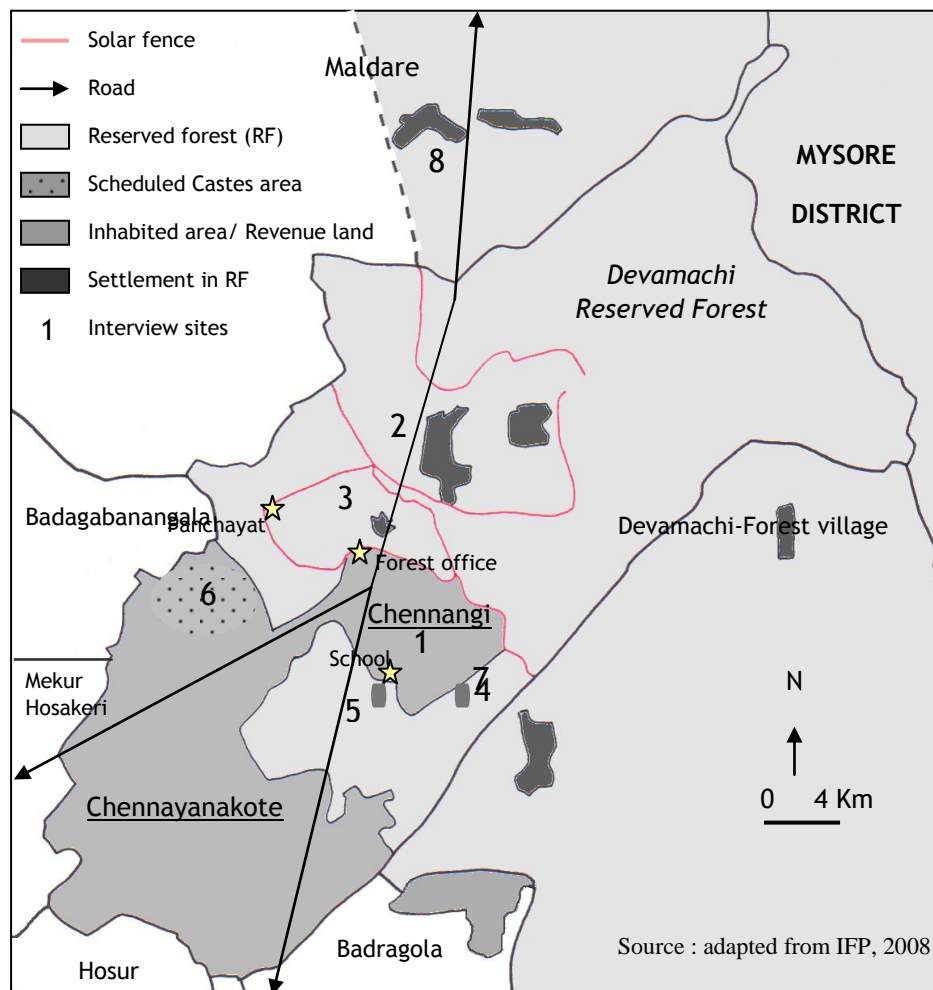 Solar fence
Road
Reserved forest (RF)
Scheduled Castes area
Inhabited area/ Revenue land
Settlement in RF
1 Interview sites
Maldare
8
MYSORE
DISTRICT
Devamachi
Reserved Forest
2
3
Badagabanangala
Panchayat
Devamachi-Forest village
Forest office
6
Chennangi
1
School
Mekur
Hosakeri
7
4
5
N
Chennayanakote
0 4 Km
Badragola
Source : adapted from IFP, 2008
Hosur